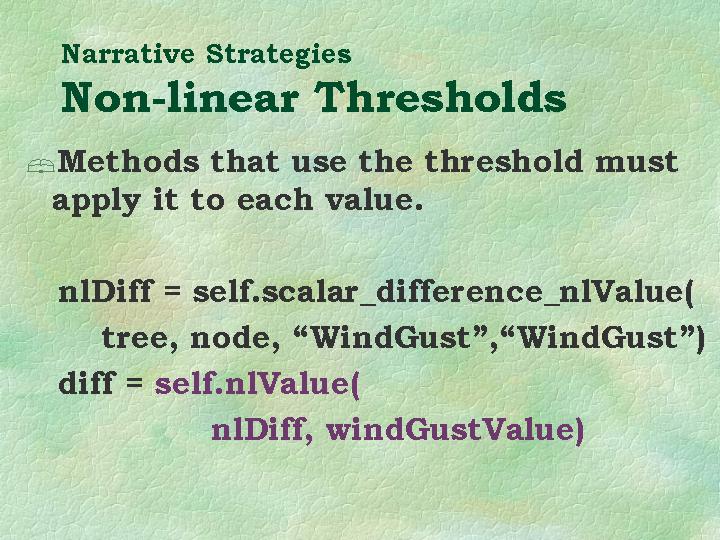 Narrative Strategies
Non-linear Thresholds
Methods that use the threshold must
apply it to each value.
nlDiff = self.scalar_difference_nlValue(
tree, node, “WindGust”,“WindGust”)
diff = self.nlValue(
nlDiff, windGustValue)